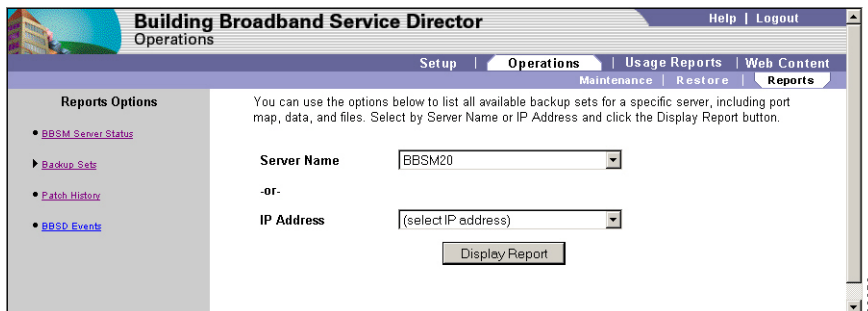 Building Broadband Service Director
Operations
Help | Logout
Setup | Operations | Usage Reports | Web Content
Maintenance | Restore | Reports
Reports Options
BBSM Server Status
Backup Sets
Patch History
BBSD Events
You can use the options below to list all available backup sets for a specific server, including port
map, data, and files. Select by Server Name or IP Address and click the Display Report button.
Server Name BBSM20
-or-
IP Address (select IP address)
Display Report